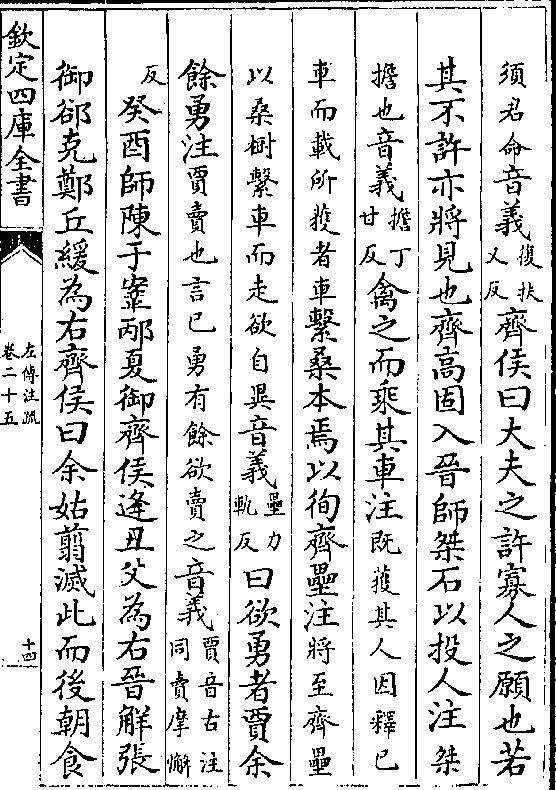 須君命音義復扶又反齊侯曰大夫之許寡人之願也若
其不許亦將見也齊高固入晉師桀石以投人注桀
擔也音義擔丁甘反禽之而乘其車注既獲其人因釋己
車而載所獲者車繫桑本焉以徇齊壘注將至齊壘
以桑樹繫車而走欲自異音義壘力軌反曰欲勇者賈余
餘勇注賈賣也言己勇有餘欲賣之音義賈音古注同賣摩懈
反癸酉師陳于鞌邴夏御齊侯逢丑父為右晉解張
御郤克鄭丘緩為右齊侯曰余姑翦滅此而後朝食
欽定四庫全書
左傳注疏
卷二十五
十四